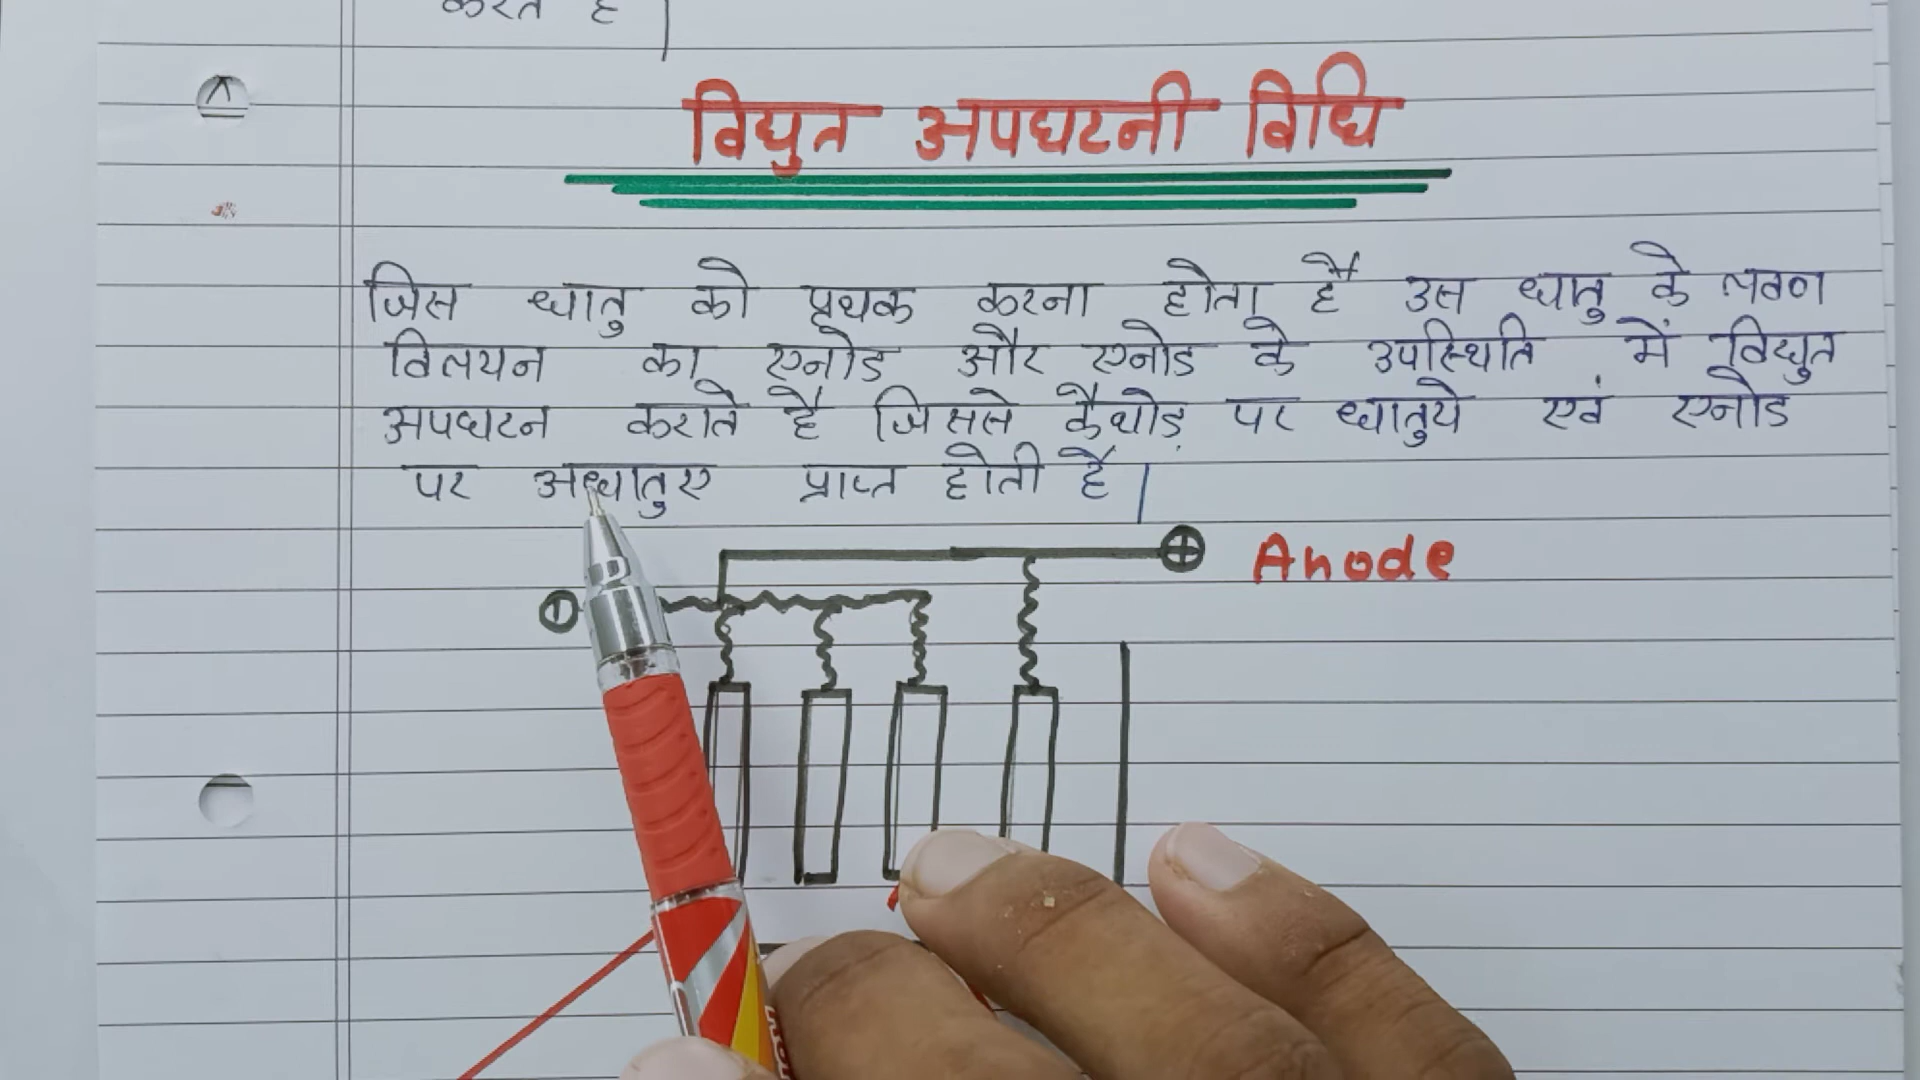 करते है |
विद्युत अपघटनी विधि
जिस धातु को पृथक करना होता है उस धातु के लवण
विलयन का एनोड और एनोड के उपस्थिति में विद्युत
अपघटन कराते है जिससे कैथोड़ पर धातुये एवं एनोड
पर अधातुए प्राप्त होती है |
Anode